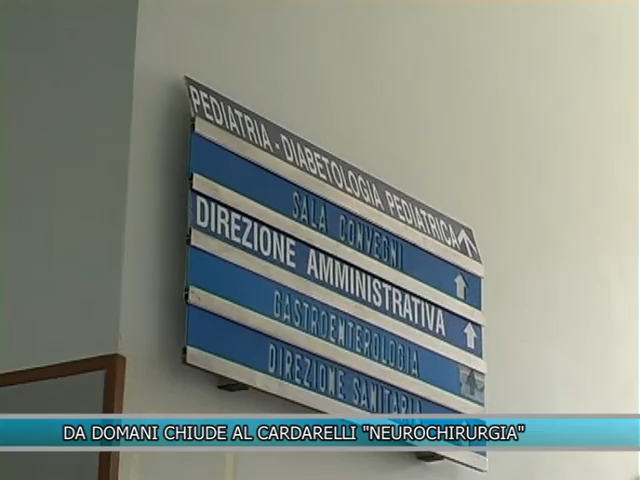 PEDIATRIA - DIABETOLOGIA PEDIATRICA
SALA CONVEGNI
DIREZIONE AMMINISTRATIVA
GASTROENTEROLOGIA
DIREZIONE SANITARIA
DA DOMANI CHIUDE AL CARDARELLI "NEUROCHIRURGIA"